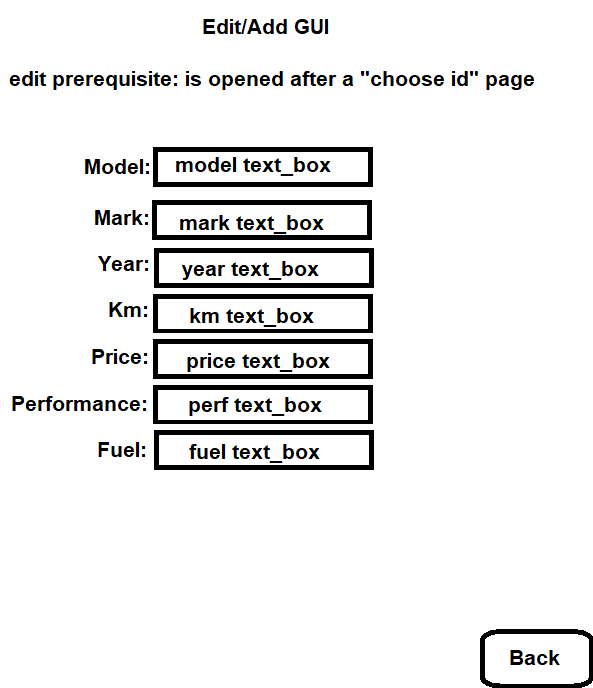 Edit/Add GUI
edit prerequisite: is opened after a "choose id" page
Model: model text_box
Mark: mark text_box
Year: year text_box
Km: km text_box
Price: price text_box
Performance: perf text_box
Fuel: fuel text_box
Back